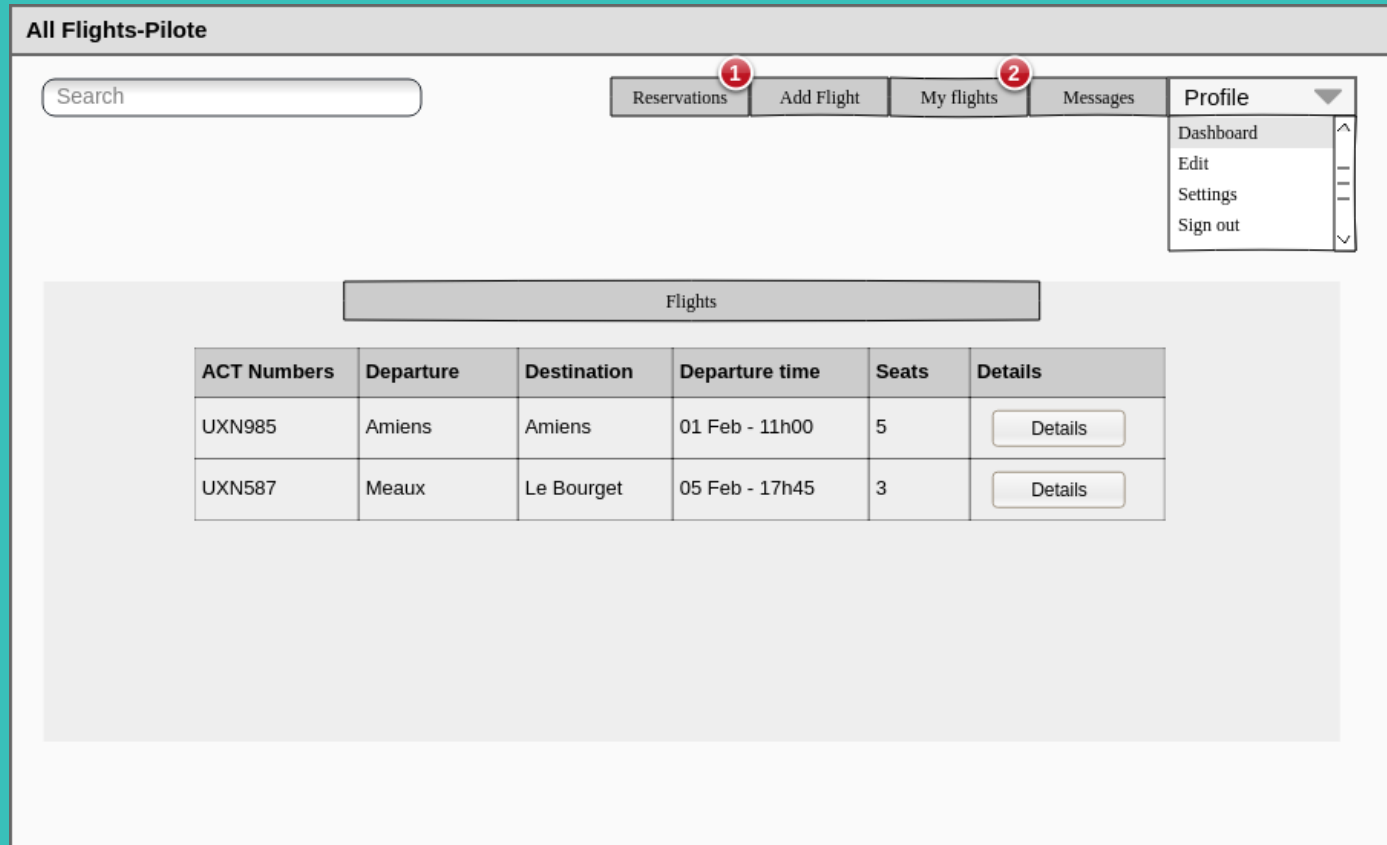 All Flights-Pilote
Search
Reservations 1 Add Flight My flights 2 Messages Profile
Dashboard
Edit
Settings
Sign out
Flights
ACT Numbers Departure Destination Departure time Seats Details
UXN985 Amiens Amiens 01 Feb - 11h00 5 Details
UXN587 Meaux Le Bourget 05 Feb - 17h45 3 Details